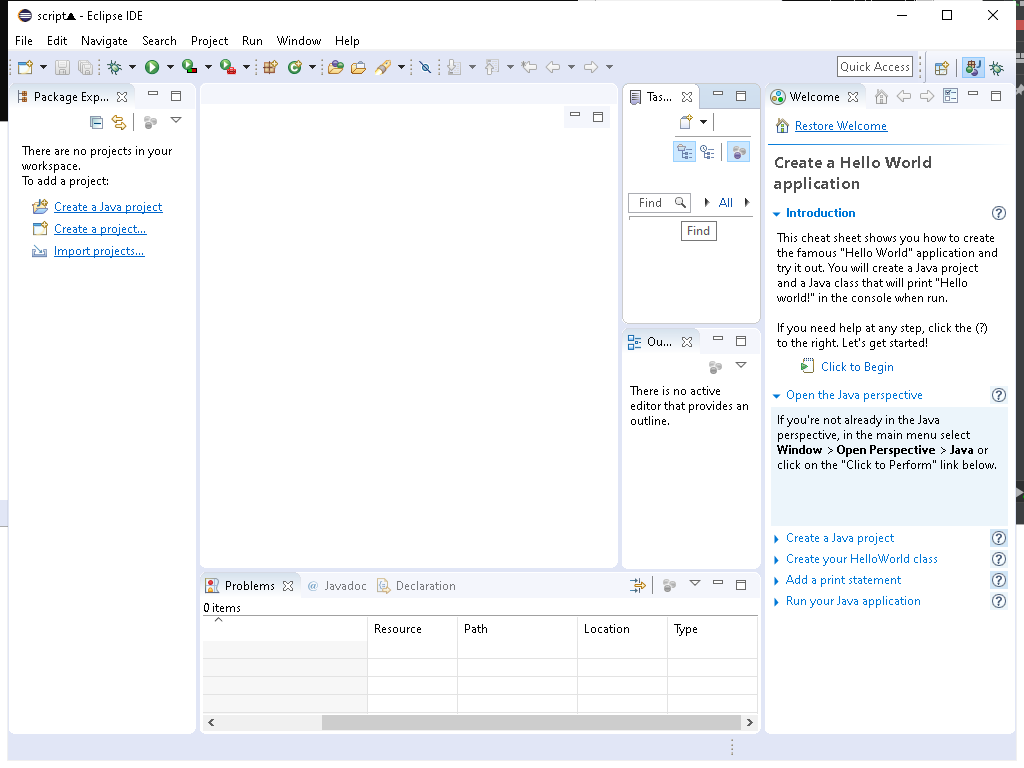 script▲ - Eclipse IDE
File Edit Navigate Search Project Run Window Help
Quick Access
Package Exp...
There are no projects in your
workspace.
To add a project:
Create a Java project
Create a project...
Import projects...
Tas...
Find
All
Find
Ou...
There is no active
editor that provides an
outline.
Welcome
Restore Welcome
Create a Hello World
application
Introduction
This cheat sheet shows you how to create
the famous "Hello World" application and
try it out. You will create a Java project
and a Java class that will print "Hello
world!" in the console when run.
If you need help at any step, click the (?)
to the right. Let's get started!
Click to Begin
Open the Java perspective
If you're not already in the Java
perspective, in the main menu select
Window > Open Perspective > Java or
click on the "Click to Perform" link below.
Create a Java project
Create your HelloWorld class
Add a print statement
Run your Java application
Problems @ Javadoc Declaration
0 items
Resource Path Location Type